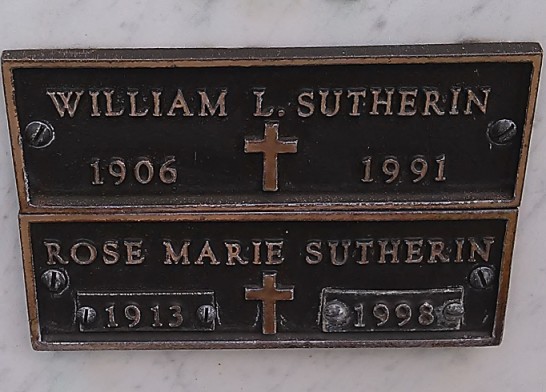 WILLIAM L. SUTHERIN
1906 1991
ROSE MARIE SUTHERIN
1913 1998